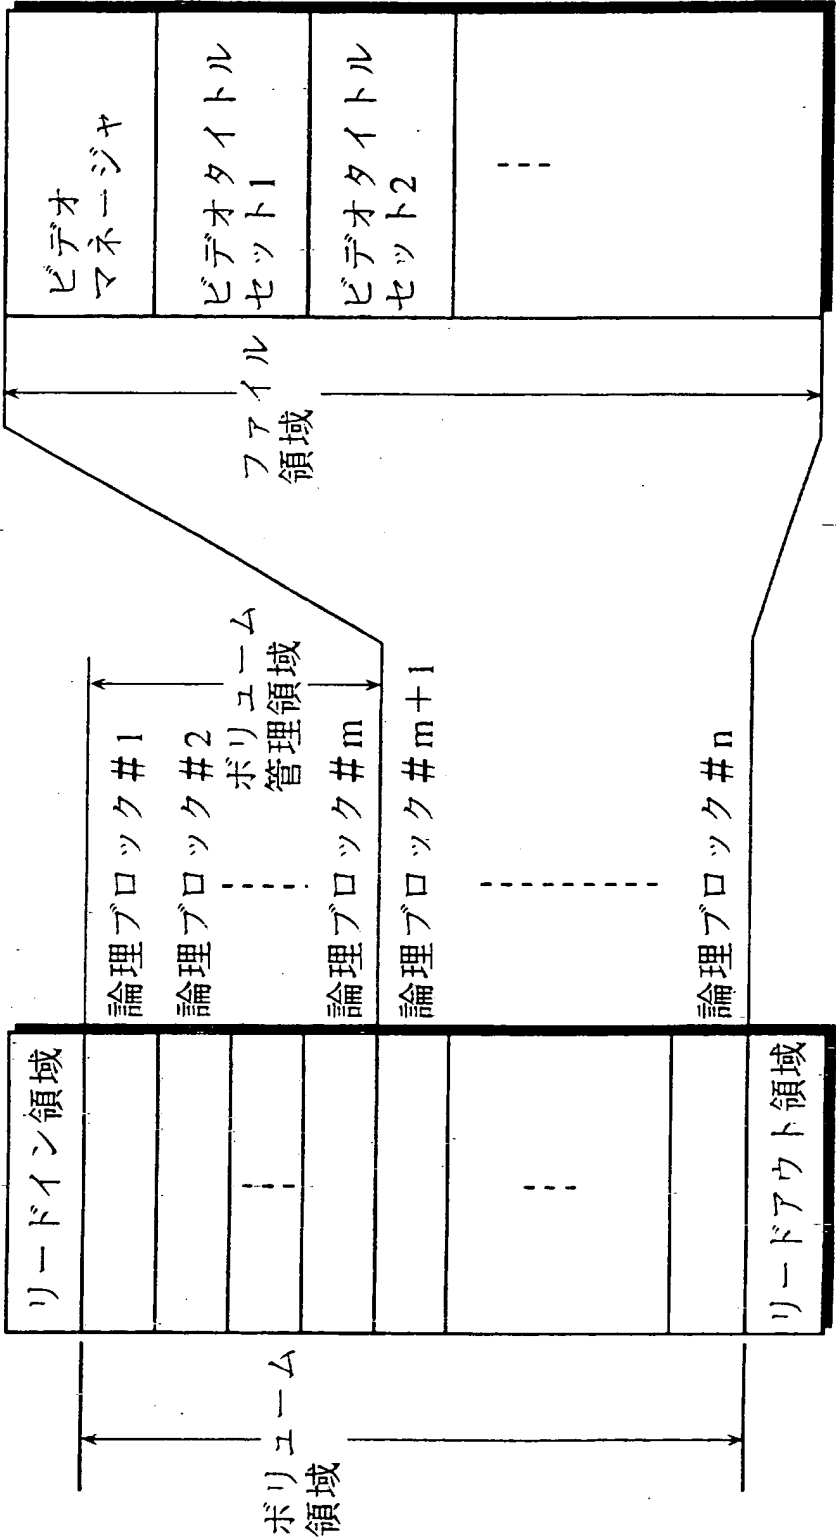 ボリューム
領域
リードイン領域
リードアウト領域
論理ブロック#1
論理ブロック#2
論理ブロック#m
論理ブロック#m+1
論理ブロック#n
ボリューム
管理領域
ファイル
領域
ビデオ
マネージャ
ビデオタイトル
セット1
ビデオタイトル
セット2